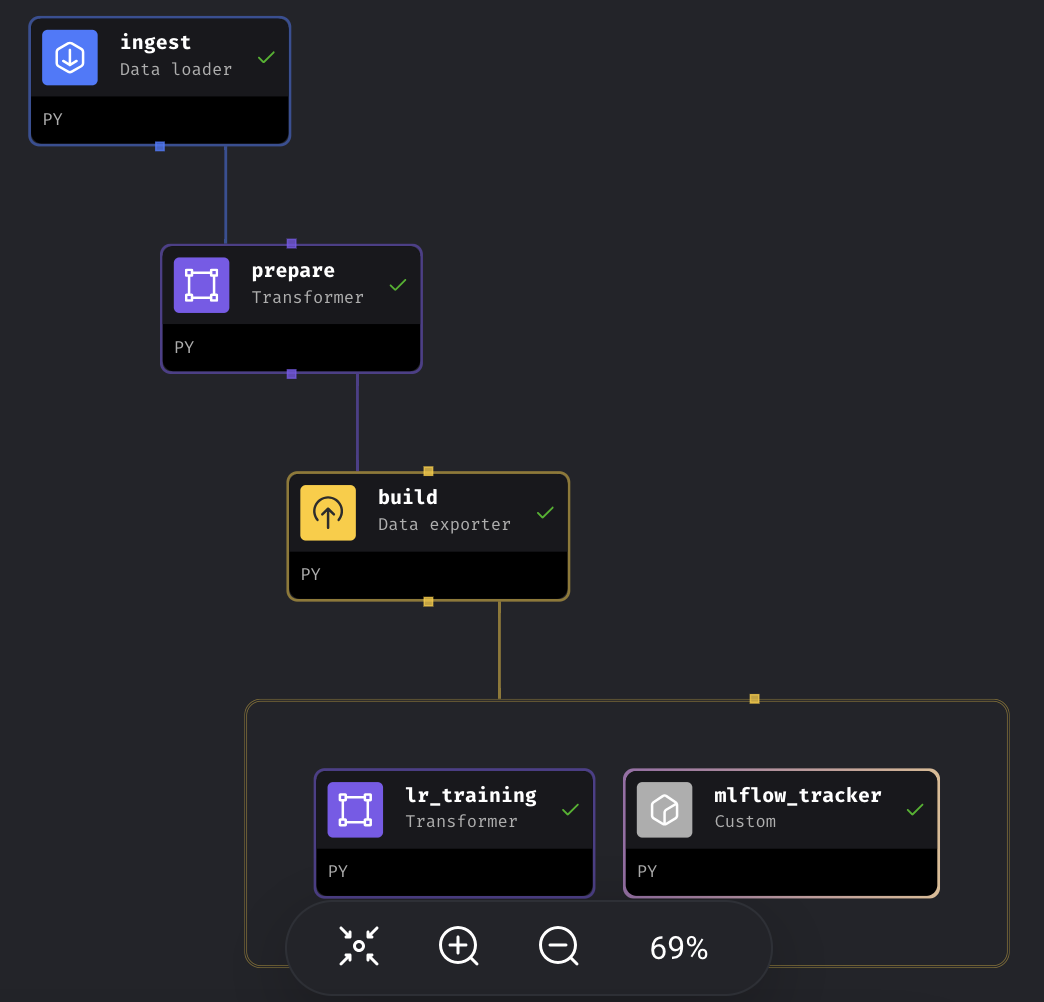 ingest
Data loader
PY
prepare
Transformer
PY
build
Data exporter
PY
lr_training
Transformer
PY
mlflow_tracker
Custom
PY
69%